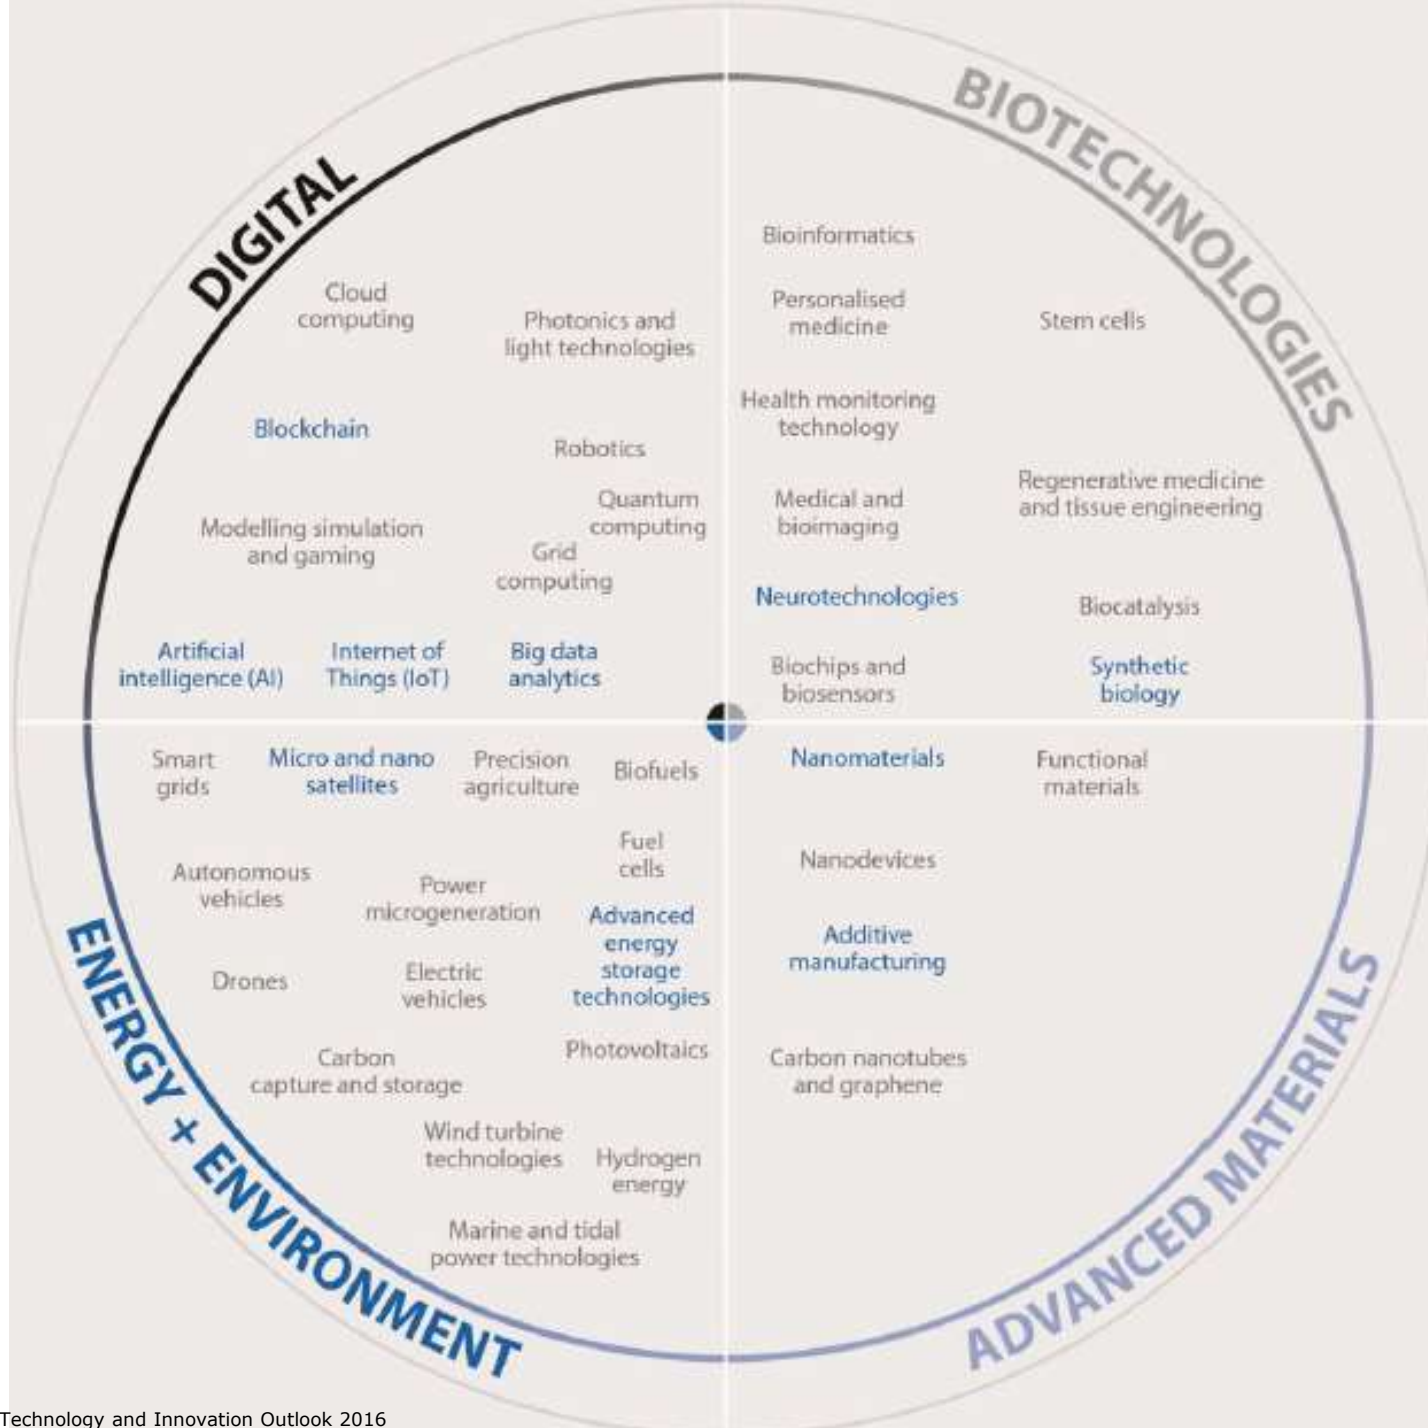 DIGITAL
Cloud
computing
Photonics and
light technologies
Blockchain
Robotics
Quantum
computing
Modelling simulation
and gaming
Grid
computing
Artificial
intelligence (AI)
Internet of
Things (IoT)
Big data
analytics
BIOTECHNOLOGIES
Bioinformatics
Personalised
medicine
Stem cells
Health monitoring
technology
Regenerative medicine
and tissue engineering
Medical and
bioimaging
Neurotechnologies
Biocatalysis
Biochips and
biosensors
Synthetic
biology
ENERGY + ENVIRONMENT
Smart
grids
Micro and nano
satellites
Precision
agriculture
Biofuels
Fuel
cells
Autonomous
vehicles
Power
microgeneration
Advanced
energy
storage
technologies
Drones
Electric
vehicles
Photovoltaics
Carbon
capture and storage
Wind turbine
technologies
Hydrogen
energy
Marine and tidal
power technologies
ADVANCED MATERIALS
Nanomaterials
Functional
materials
Nanodevices
Additive
manufacturing
Carbon nanotubes
and graphene
Technology and Innovation Outlook 2016